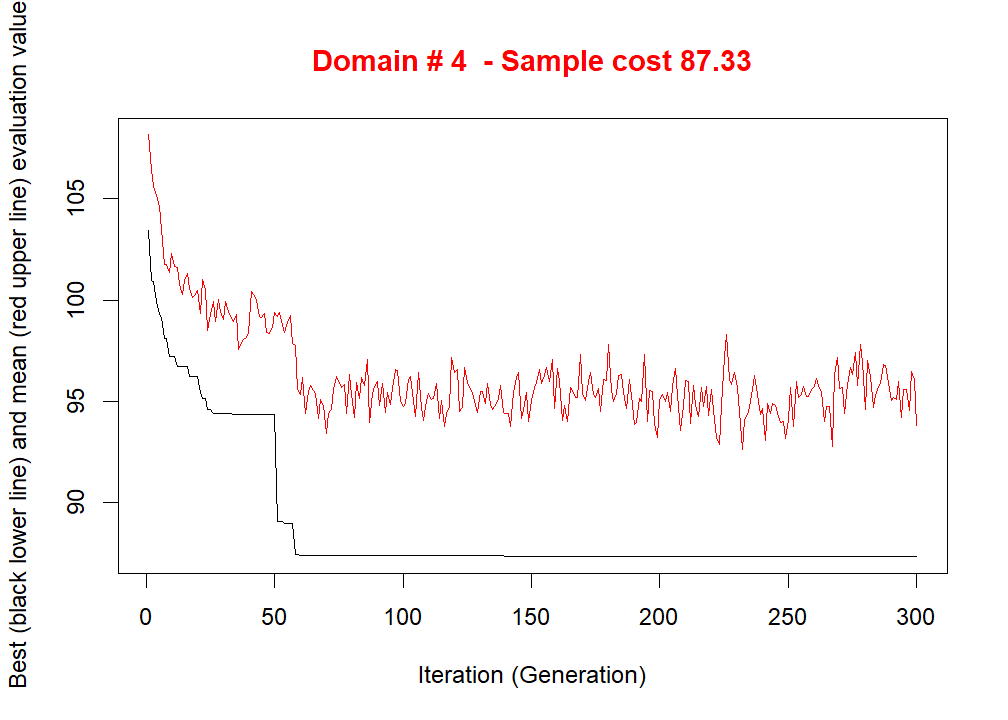 Domain # 4  - Sample cost 87.33
Best (black lower line) and mean (red upper line) evaluation value
105
100
95
90
0 50 100 150 200 250 300
Iteration (Generation)